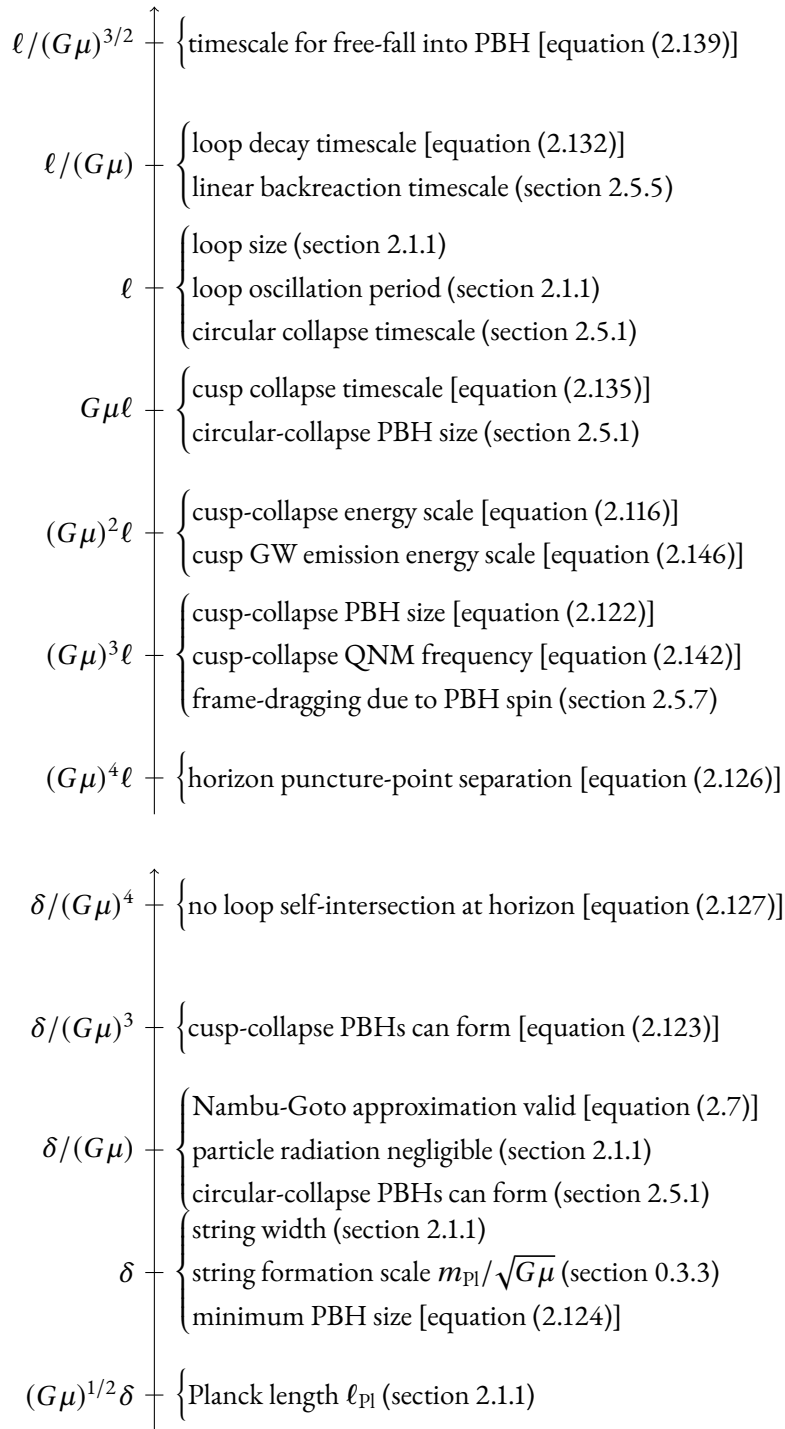 ℓ/(Gμ)^{3/2} {timescale for free-fall into PBH [equation (2.139)]
ℓ/(Gμ) {loop decay timescale [equation (2.132)]
linear backreaction timescale (section 2.5.5)
ℓ {loop size (section 2.1.1)
loop oscillation period (section 2.1.1)
circular collapse timescale (section 2.5.1)
Gμℓ {cusp collapse timescale [equation (2.135)]
circular-collapse PBH size (section 2.5.1)
(Gμ)²ℓ {cusp-collapse energy scale [equation (2.116)]
cusp GW emission energy scale [equation (2.146)]
(Gμ)³ℓ {cusp-collapse PBH size [equation (2.122)]
cusp-collapse QNM frequency [equation (2.142)]
frame-dragging due to PBH spin (section 2.5.7)
(Gμ)⁴ℓ {horizon puncture-point separation [equation (2.126)]
δ/(Gμ)⁴ {no loop self-intersection at horizon [equation (2.127)]
δ/(Gμ)³ {cusp-collapse PBHs can form [equation (2.123)]
δ/(Gμ) {Nambu-Goto approximation valid [equation (2.7)]
particle radiation negligible (section 2.1.1)
circular-collapse PBHs can form (section 2.5.1)
δ {string width (section 2.1.1)
string formation scale m_{Pl}/√(Gμ) (section 0.3.3)
minimum PBH size [equation (2.124)]
(Gμ)^{1/2}δ {Planck length ℓ_{Pl} (section 2.1.1)